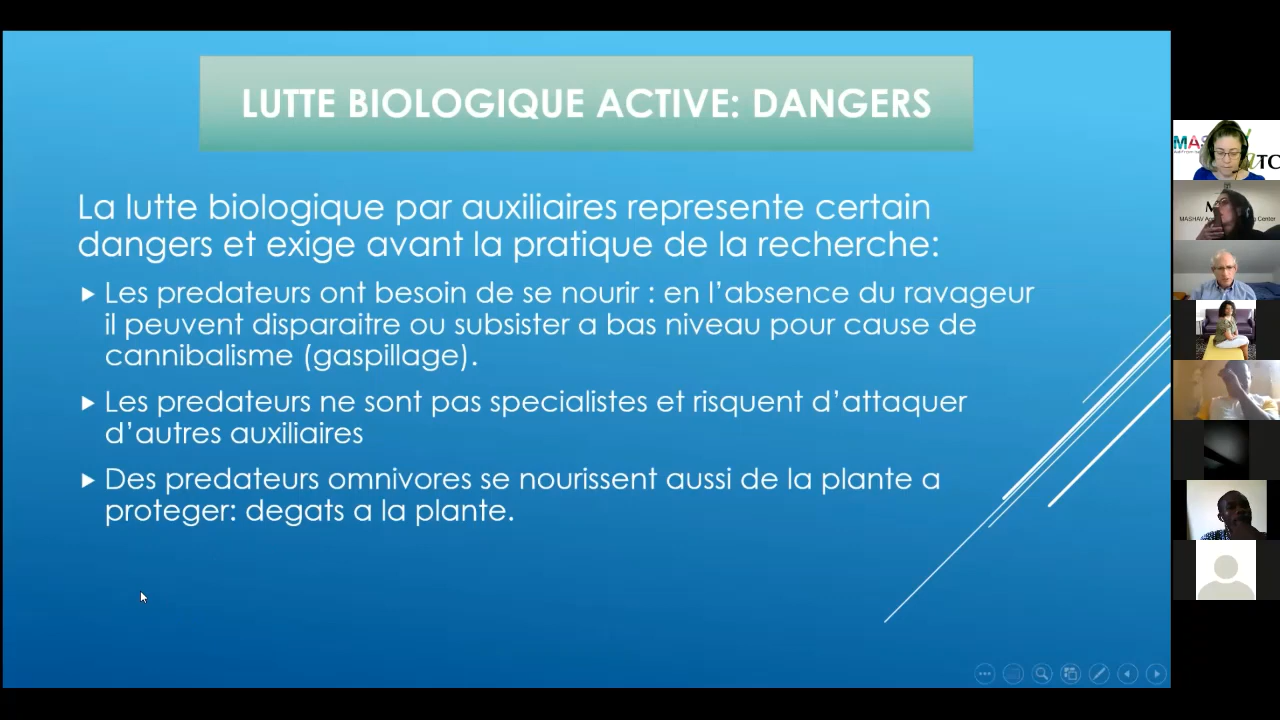 LUTTE BIOLOGIQUE ACTIVE: DANGERS
La lutte biologique par auxiliaires represente certain
dangers et exige avant la pratique de la recherche:
Les predateurs ont besoin de se nourir : en l’absence du ravageur
il peuvent disparaitre ou subsister a bas niveau pour cause de
cannibalisme (gaspillage).
Les predateurs ne sont pas specialistes et risquent d’attaquer
d’autres auxiliaires
Des predateurs omnivores se nourissent aussi de la plante a
proteger: degats a la plante.